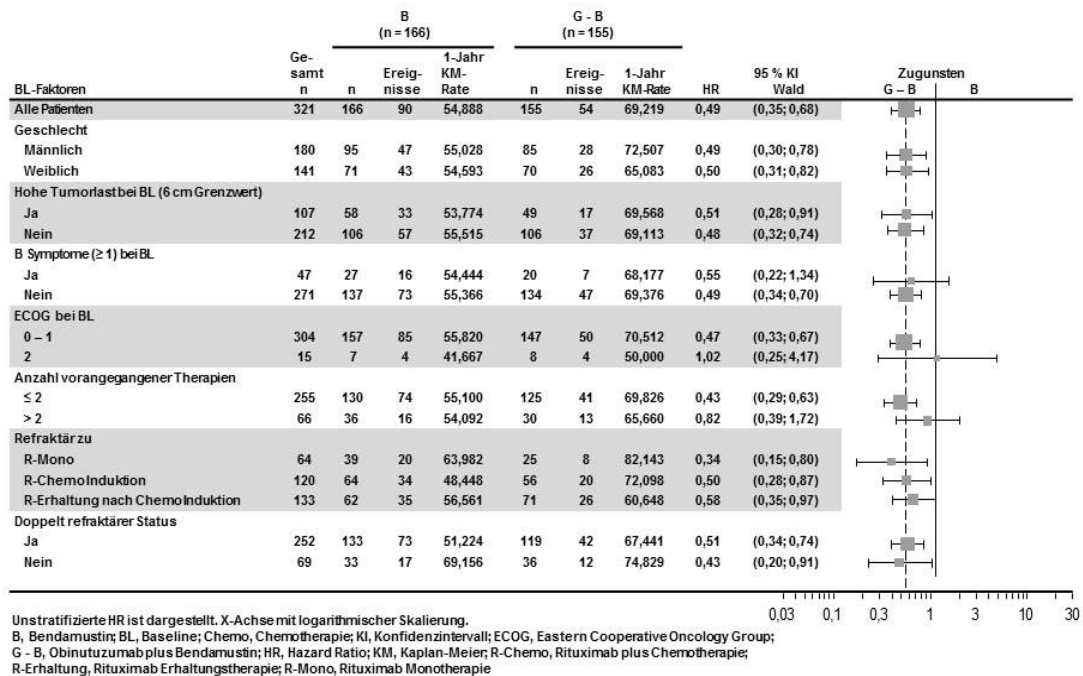 B G - B
(n = 166) (n = 155)
BL-Faktoren Ge-samt n n Ereig-nisse 1-Jahr KM-Rate n Ereig-nisse 1-Jahr KM-Rate HR 95 % KI Wald Zugunsten G – B B
Alle Patienten 321 166 90 54,888 155 54 69,219 0,49 (0,35; 0,68)
Geschlecht
Männlich 180 95 47 55,028 85 28 72,507 0,49 (0,30; 0,78)
Weiblich 141 71 43 54,593 70 26 65,083 0,50 (0,31; 0,82)
Hohe Tumorlast bei BL (6 cm Grenzwert)
Ja 107 58 33 53,774 49 17 69,568 0,51 (0,28; 0,91)
Nein 212 106 57 55,515 106 37 69,113 0,48 (0,32; 0,74)
B Symptome (≥ 1) bei BL
Ja 47 27 16 54,444 20 7 68,177 0,55 (0,22; 1,34)
Nein 271 137 73 55,366 134 47 69,376 0,49 (0,34; 0,70)
ECOG bei BL
0 – 1 304 157 85 55,820 147 50 70,512 0,47 (0,33; 0,67)
2 15 7 4 41,667 8 4 50,000 1,02 (0,25; 4,17)
Anzahl vorangegangener Therapien
≤ 2 255 130 74 55,100 125 41 69,826 0,43 (0,29; 0,63)
> 2 66 36 16 54,092 30 13 65,660 0,82 (0,39; 1,72)
Refraktär zu
R-Mono 64 39 20 63,982 25 8 82,143 0,34 (0,15; 0,80)
R-Chemo Induktion 120 64 34 48,448 56 20 72,098 0,50 (0,28; 0,87)
R-Erhaltung nach Chemo Induktion 133 62 35 56,561 71 26 60,648 0,58 (0,35; 0,97)
Doppelt refraktärer Status
Ja 252 133 73 51,224 119 42 67,441 0,51 (0,34; 0,74)
Nein 69 33 17 69,156 36 12 74,829 0,43 (0,20; 0,91)
0,03 0,1 0,3 1 3 10 30
Unstratifizierte HR ist dargestellt. X-Achse mit logarithmischer Skalierung.
B, Bendamustin; BL, Baseline; Chemo, Chemotherapie; KI, Konfidenzintervall; ECOG, Eastern Cooperative Oncology Group;
G - B, Obinutuzumab plus Bendamustin; HR, Hazard Ratio; KM, Kaplan-Meier; R-Chemo, Rituximab plus Chemotherapie;
R-Erhaltung, Rituximab Erhaltungstherapie; R-Mono, Rituximab Monotherapie